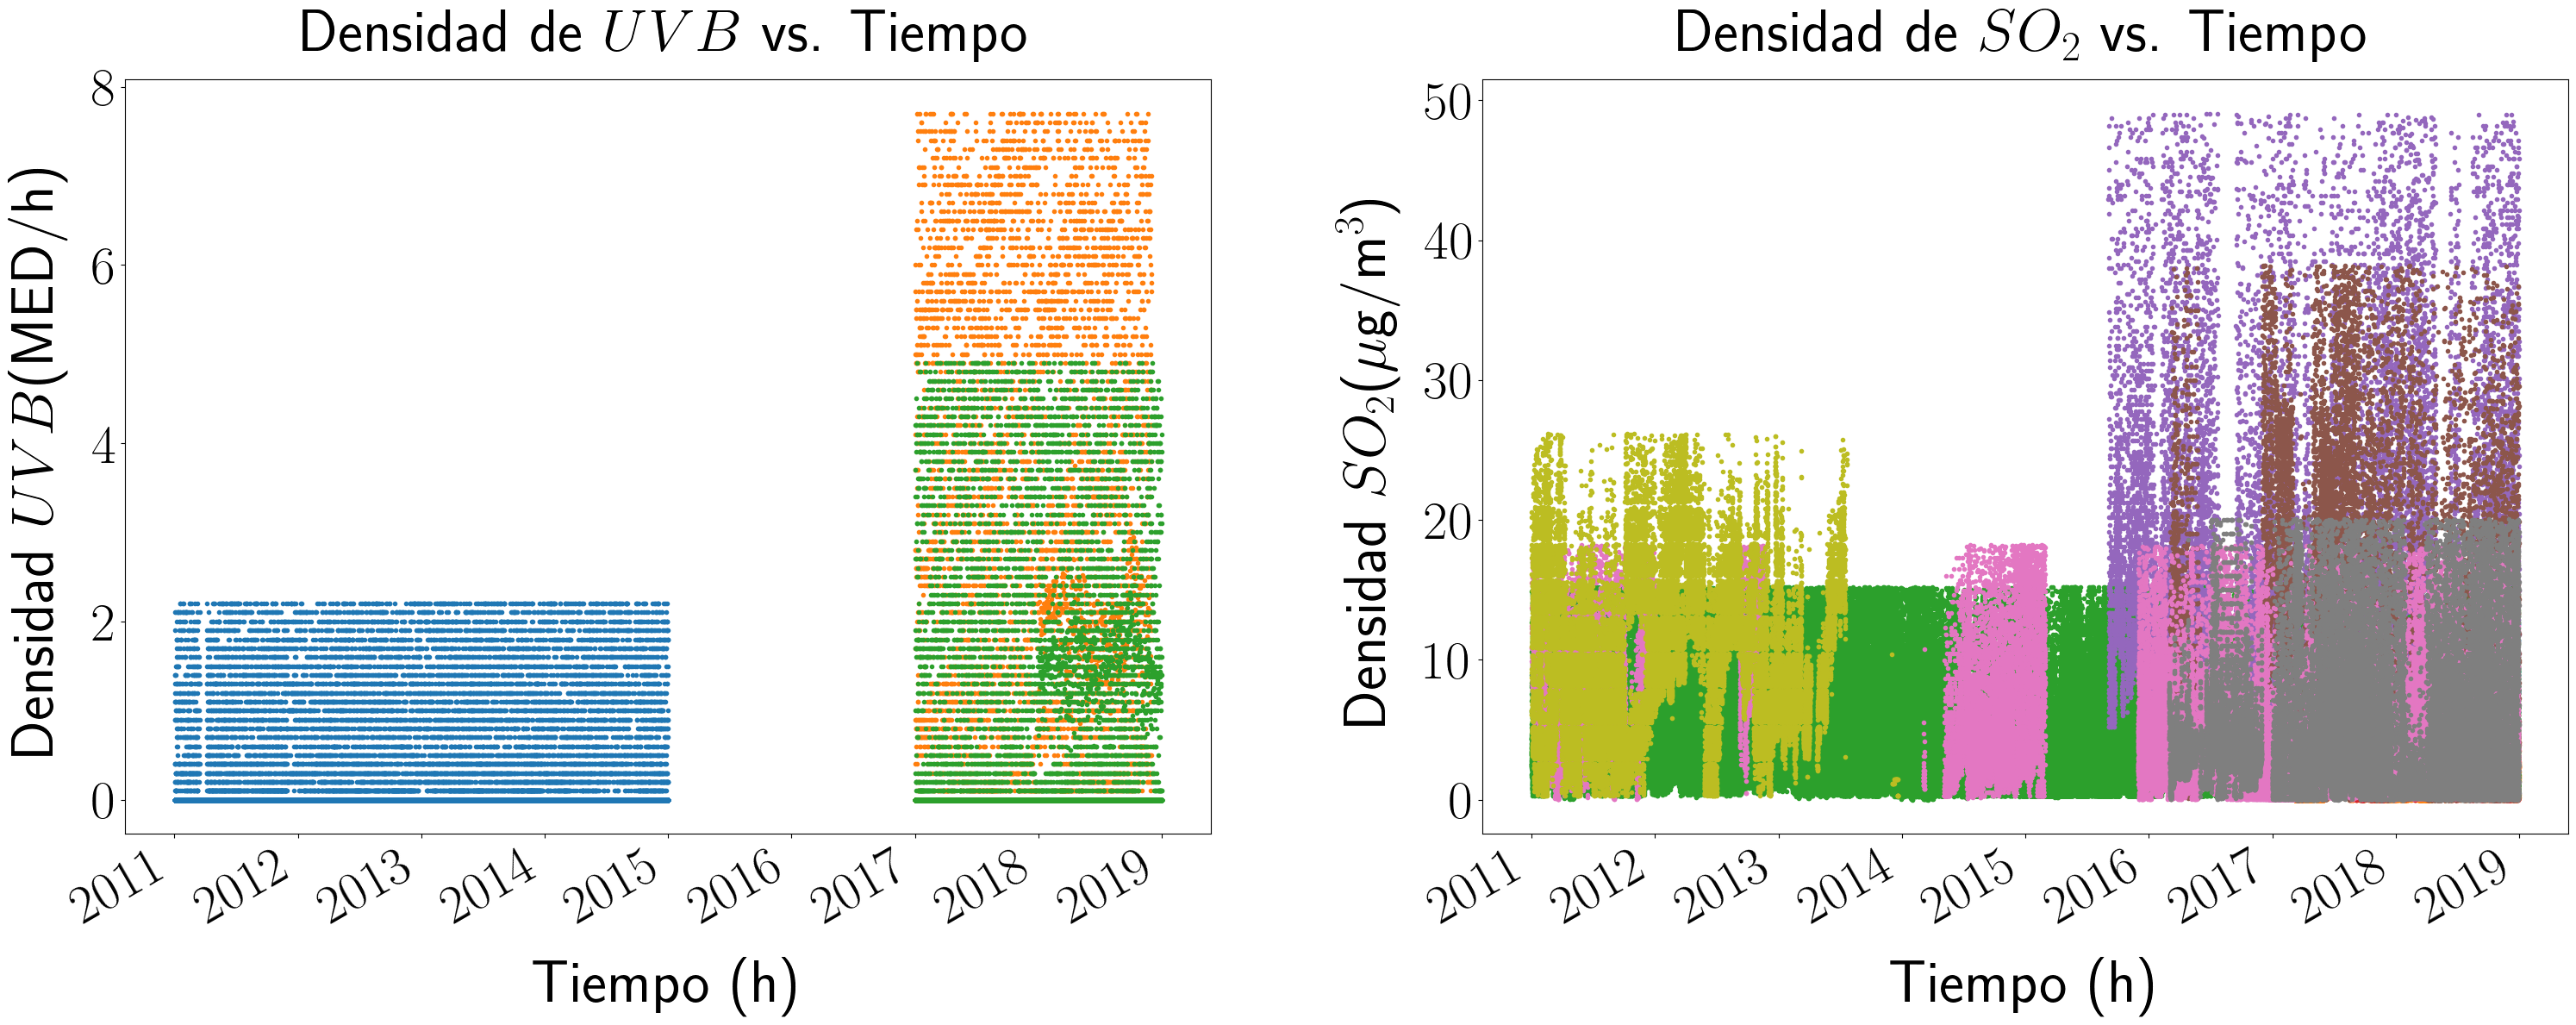 Densidad de UVB vs. Tiempo
Densidad UVB(MED/h)
8
6
4
2
0
2011 2012 2013 2014 2015 2016 2017 2018 2019
Tiempo (h)
Densidad de SO₂ vs. Tiempo
Densidad SO₂(μg/m³)
50
40
30
20
10
0
2011 2012 2013 2014 2015 2016 2017 2018 2019
Tiempo (h)